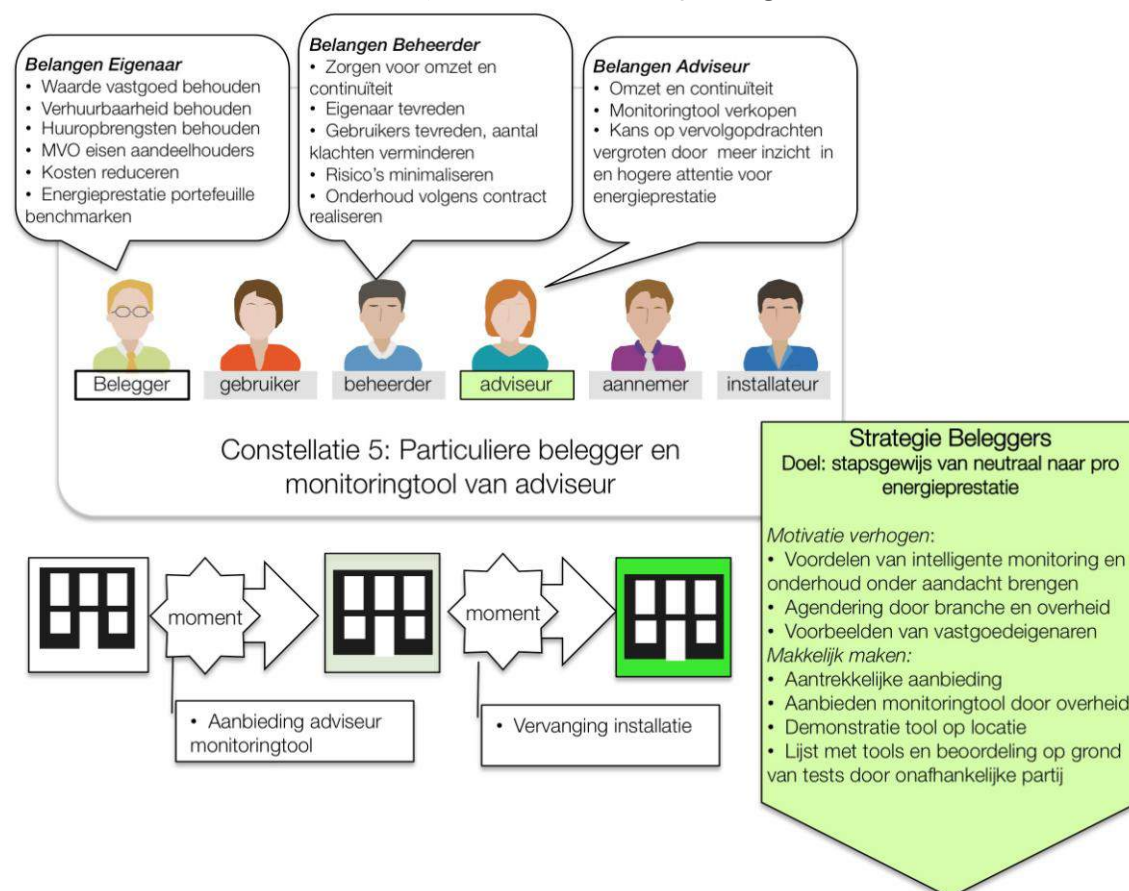 Belangen Eigenaar
• Waarde vastgoed behouden
• Verhuurbaarheid behouden
• Huuropbrengsten behouden
• MVO eisen aandeelhouders
• Kosten reduceren
• Energieprestatie portefeuille
benchmarken
Belangen Beheerder
• Zorgen voor omzet en
continuïteit
• Eigenaar tevreden
• Gebruikers tevreden, aantal
klachten verminderen
• Risico's minimaliseren
• Onderhoud volgens contract
realiseren
Belangen Adviseur
• Omzet en continuïteit
• Monitoringtool verkopen
• Kans op vervolgopdrachten
vergroten door meer inzicht in
en hogere attentie voor
energieprestatie
Belegger
gebruiker
beheerder
adviseur
aannemer
installateur
Constellatie 5: Particuliere belegger en
monitoringtool van adviseur
moment
moment
• Aanbieding adviseur
monitoringtool
• Vervanging installatie
Strategie Beleggers
Doel: stapsgewijs van neutraal naar pro
energieprestatie
Motivatie verhogen:
• Voordelen van intelligente monitoring en
onderhoud onder aandacht brengen
• Agendering door branche en overheid
• Voorbeelden van vastgoedeigenaren
Makkelijk maken:
• Aantrekkelijke aanbieding
• Aanbieden monitoringtool door overheid
• Demonstratie tool op locatie
• Lijst met tools en beoordeling op grond
van tests door onafhankelijke partij